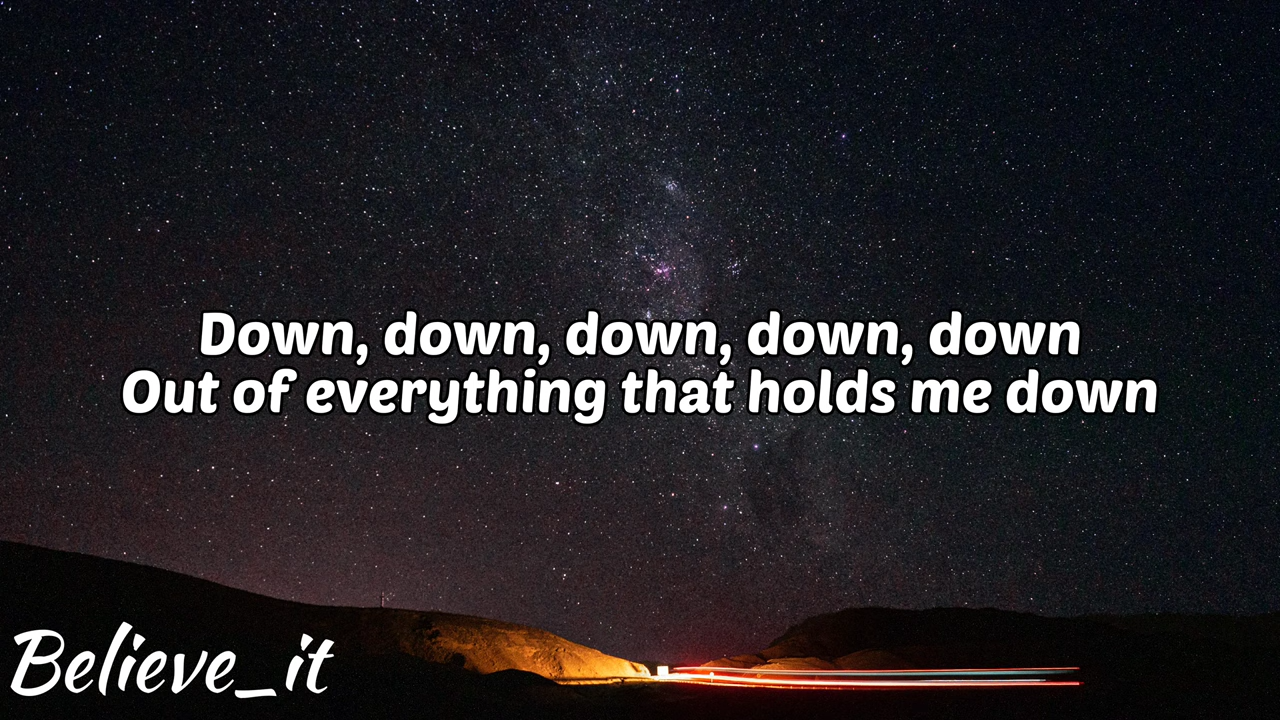 Down, down, down, down, down
Out of everything that holds me down
Believe_it